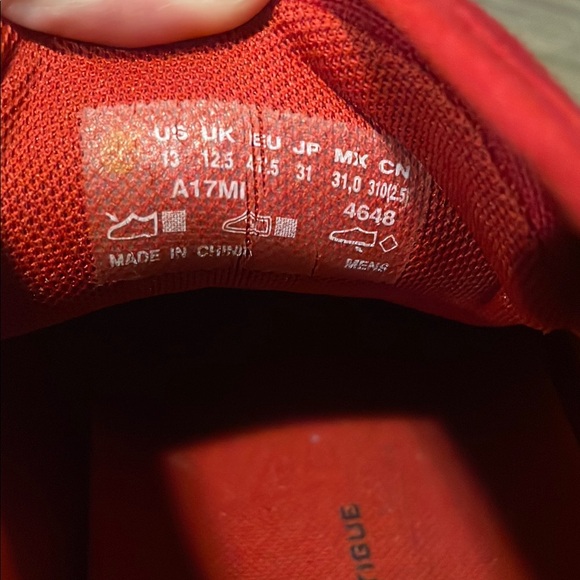 US UK EU JP MX CN
13 12.5 47.5 31 31,0 310(2.5)
A17MI 4648
MADE IN CHINA MENS
TIGUE